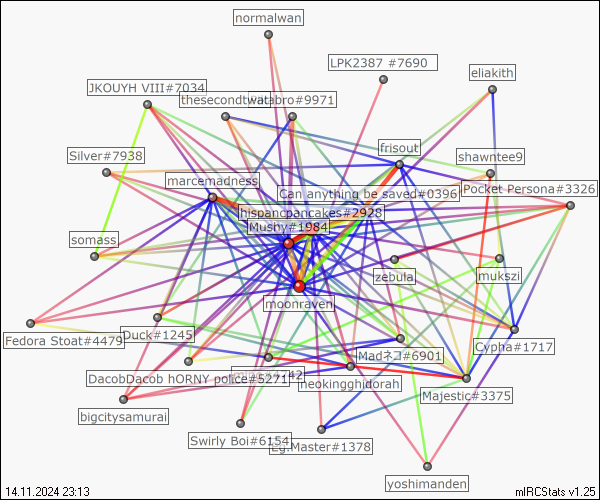 normalwan
LPK2387 #7690
eliakith
JKOUYH VIII#7034
thesecondtwin
abro#9971
frisout
shawntee9
Silver#7938
marcemadness
Can anything be saved#0396
Pocket Persona#3326
hispancpancakes#2928
Mushy#1984
somass
zebula
mukszi
moonraven
Fedora Stoat#4479
Duck#1245
Madネコ#6901
Cypha#1717
DacobDacob hORNY police#5271
2742
neokingghidorah
Majestic#3375
bigcitysamurai
Swirly Boi#6154
Eg.Master#1378
yoshimanden
14.11.2024 23:13
mIRCStats v1.25